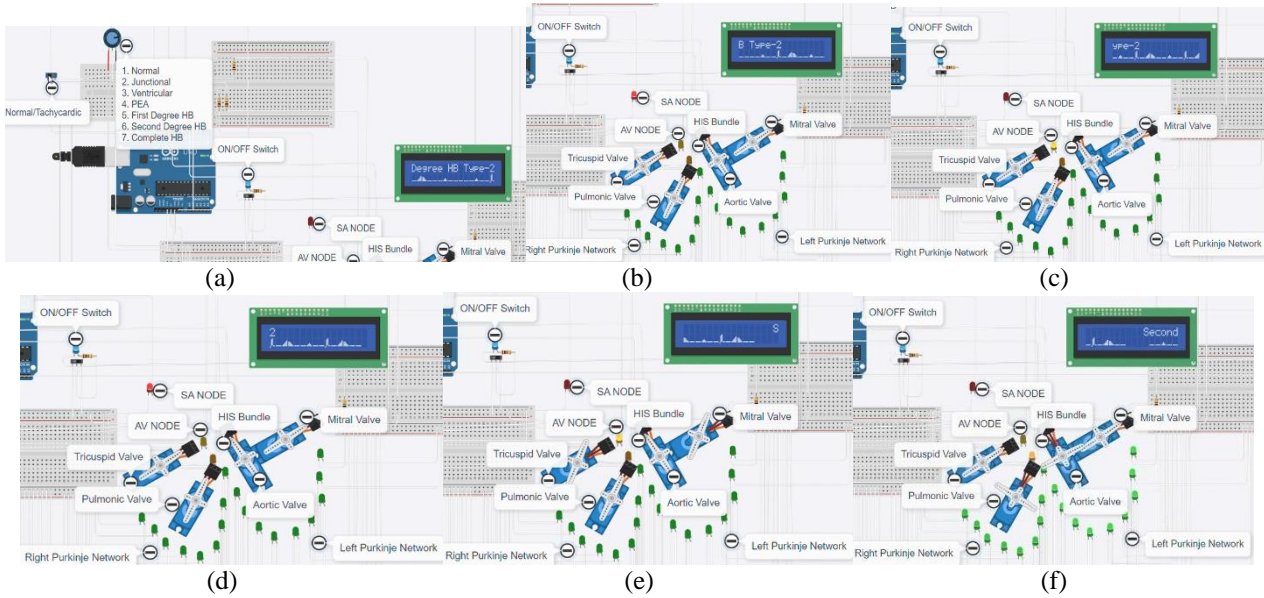 1. Normal
2. Junctional
3. Ventricular
4. PEA
5. First Degree HB
6. Second Degree HB
7. Complete HB
Normal/Tachycardic
ON/OFF Switch
Degree HB Type-2
SA NODE
AV NODE
HIS Bundle
Mitral Valve
(a)
ON/OFF Switch
B Type-2
SA NODE
AV NODE
HIS Bundle
Mitral Valve
Tricuspid Valve
Pulmonic Valve
Aortic Valve
Right Purkinje Network
Left Purkinje Network
(b)
ON/OFF Switch
ype-2
SA NODE
AV NODE
HIS Bundle
Mitral Valve
Tricuspid Valve
Pulmonic Valve
Aortic Valve
Right Purkinje Network
Left Purkinje Network
(c)
ON/OFF Switch
2
SA NODE
AV NODE
HIS Bundle
Mitral Valve
Tricuspid Valve
Pulmonic Valve
Aortic Valve
Right Purkinje Network
Left Purkinje Network
(d)
ON/OFF Switch
S
SA NODE
AV NODE
HIS Bundle
Mitral Valve
Tricuspid Valve
Pulmonic Valve
Aortic Valve
Right Purkinje Network
Left Purkinje Network
(e)
ON/OFF Switch
Second
SA NODE
AV NODE
HIS Bundle
Mitral Valve
Tricuspid Valve
Pulmonic Valve
Aortic Valve
Right Purkinje Network
Left Purkinje Network
(f)